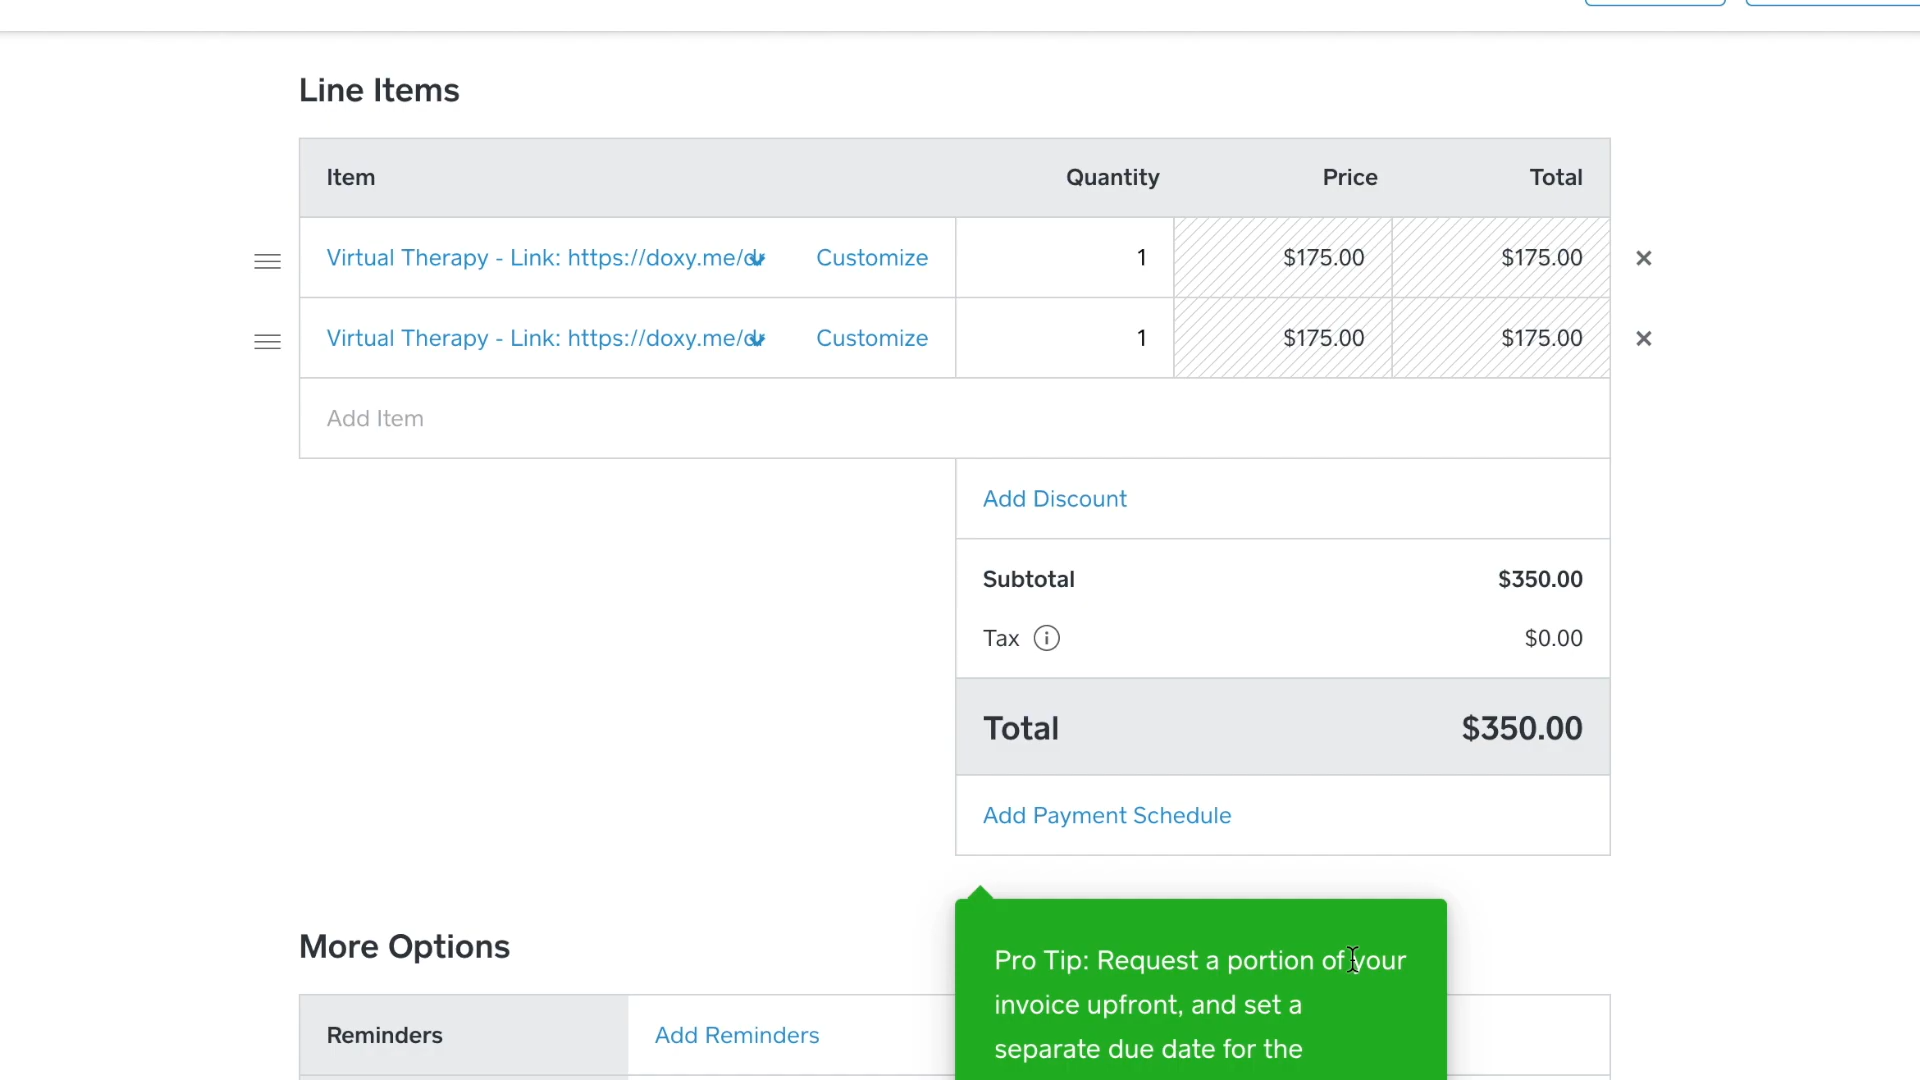 Line Items
Item Quantity Price Total
Virtual Therapy - Link: https://doxy.me/ Customize 1 $175.00 $175.00
Virtual Therapy - Link: https://doxy.me/ Customize 1 $175.00 $175.00
Add Item
Add Discount
Subtotal $350.00
Tax $0.00
Total $350.00
Add Payment Schedule
More Options
Reminders Add Reminders
Pro Tip: Request a portion of your
invoice upfront, and set a
separate due date for the